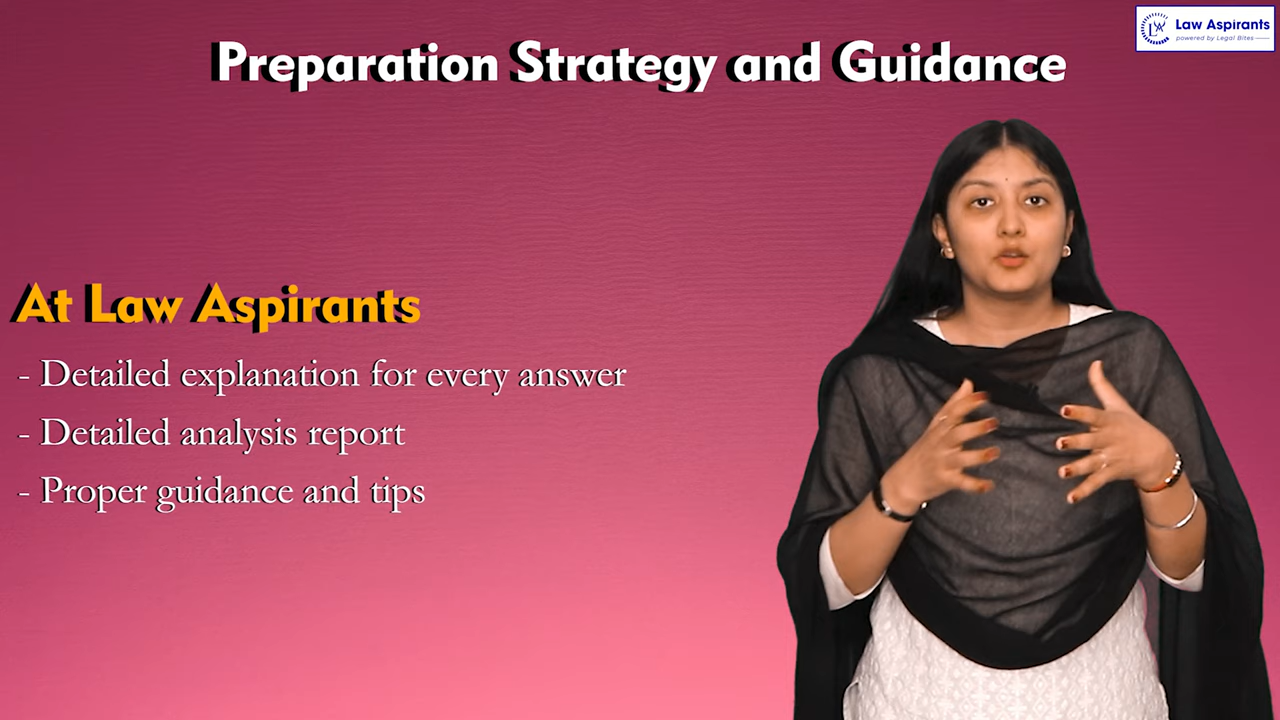 Law Aspirants
powered by Legal Bites
Preparation Strategy and Guidance
At Law Aspirants
- Detailed explanation for every answer
- Detailed analysis report
- Proper guidance and tips